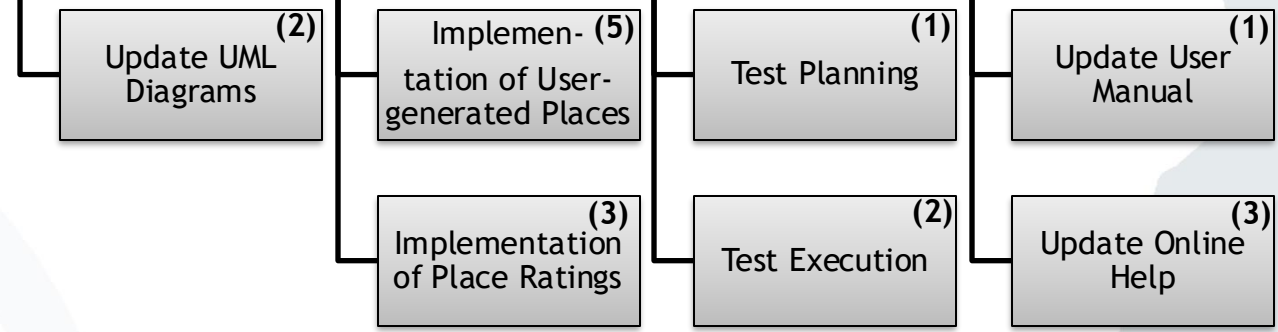 (2)
Update UML
Diagrams
Implemen- (5)
tation of User-
generated Places
(1)
Test Planning
(1)
Update User
Manual
(3)
Implementation
of Place Ratings
(2)
Test Execution
(3)
Update Online
Help